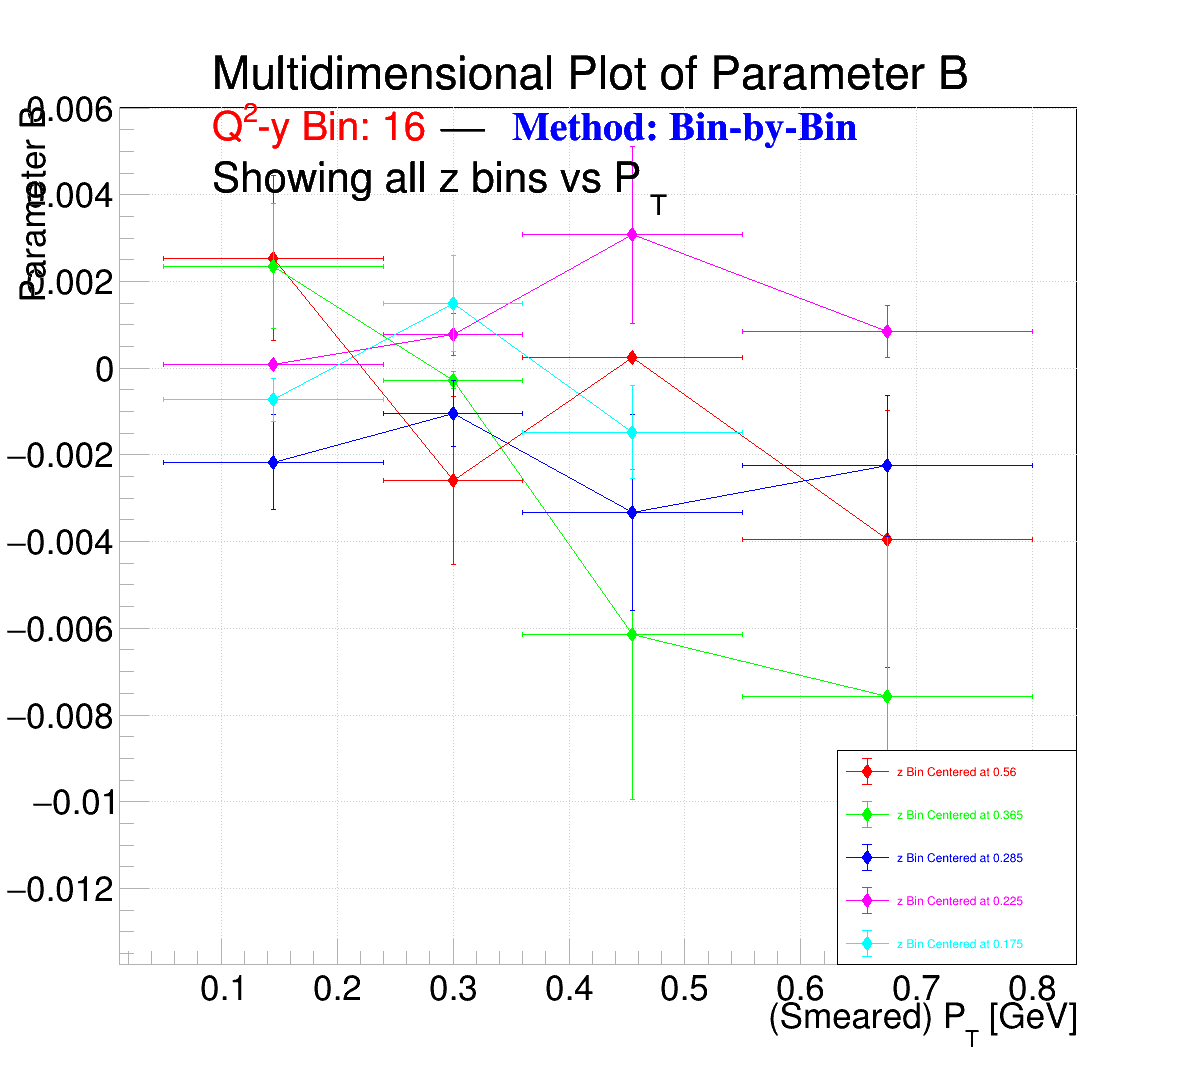 Multidimensional Plot of Parameter B
Q²-y Bin: 16 — Method: Bin-by-Bin
Showing all z bins vs P_T
Parameter B
0.006
0.004
0.002
0
−0.002
−0.004
−0.006
−0.008
−0.01
−0.012
z Bin Centered at 0.56
z Bin Centered at 0.365
z Bin Centered at 0.285
z Bin Centered at 0.225
z Bin Centered at 0.175
0.1 0.2 0.3 0.4 0.5 0.6 0.7 0.8
(Smeared) P_T [GeV]